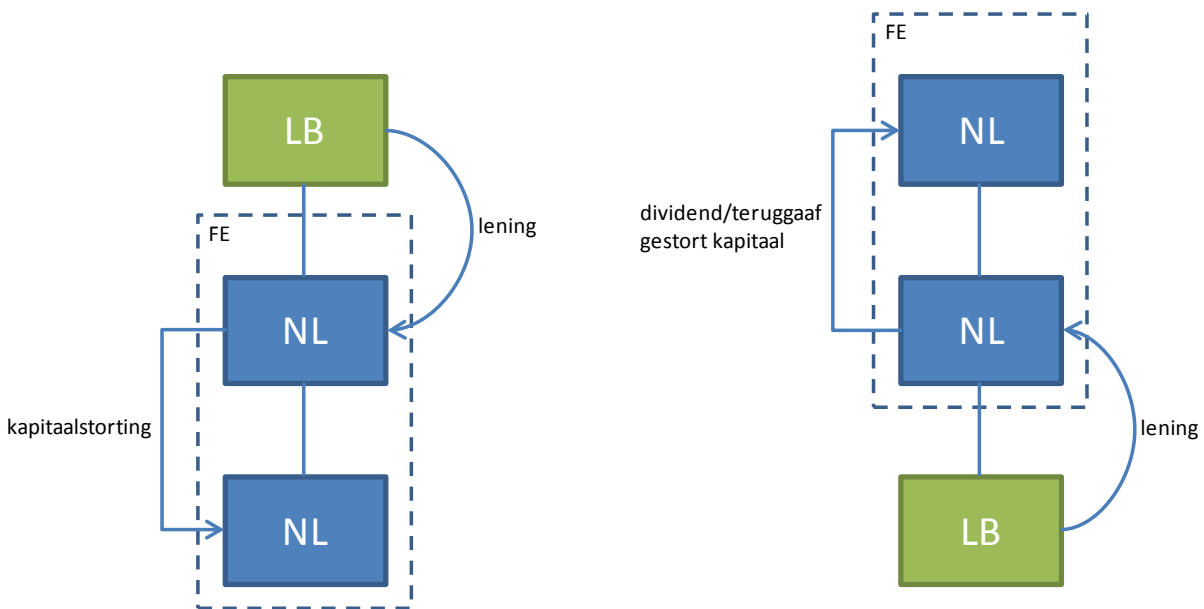 LB
lening
FE
NL
kapitaalstorting
NL
FE
NL
dividend/teruggaaf
gestort kapitaal
NL
lening
LB